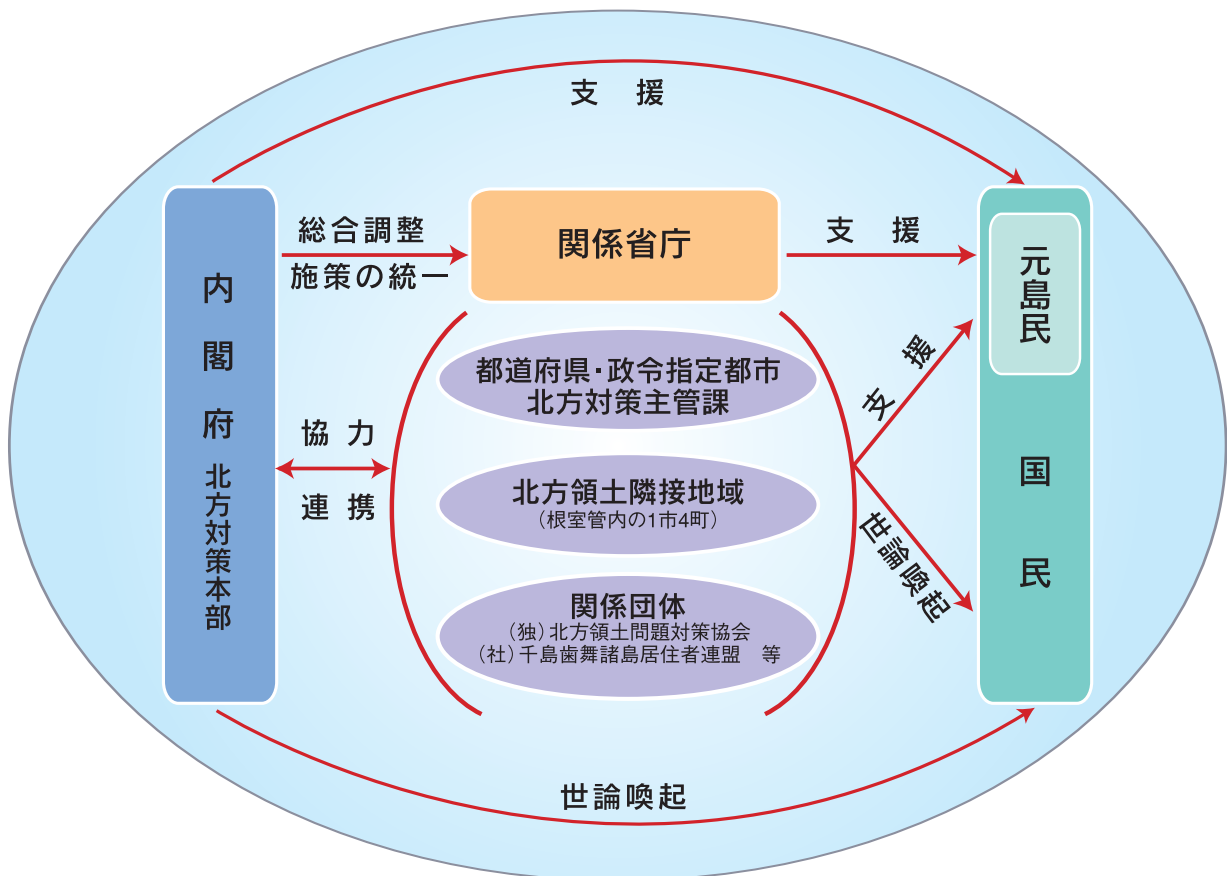 支 援
内閣府 北方対策本部
総合調整
施策の統一
関係省庁
支 援
元島民
国民
協 力
連 携
都道府県・政令指定都市
北方対策主管課
北方領土隣接地域
(根室管内の1市4町)
関係団体
(独)北方領土問題対策協会
(社)千島歯舞諸島居住者連盟 等
支 援
世論喚起
世論喚起